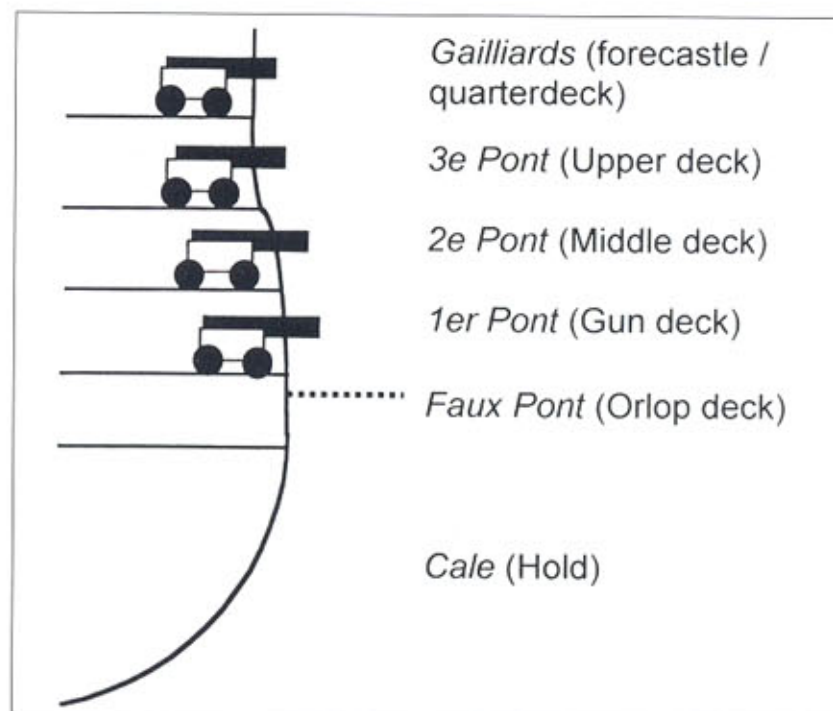 Gailliards (forecastle /
quarterdeck)
3e Pont (Upper deck)
2e Pont (Middle deck)
1er Pont (Gun deck)
Faux Pont (Orlop deck)
Cale (Hold)